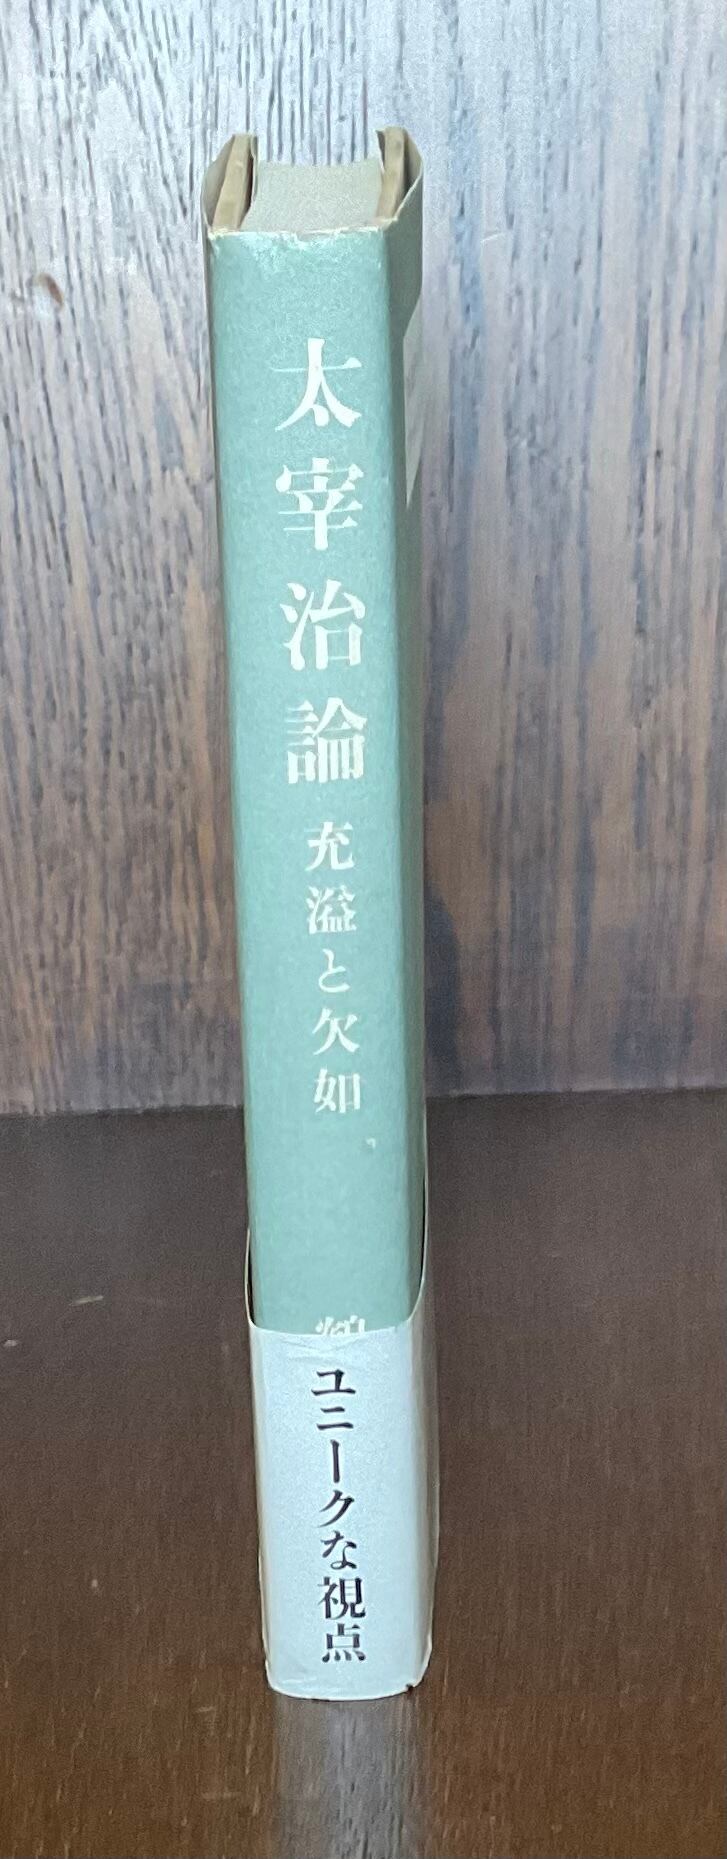 太宰治論
充溢と欠如
ユニークな視点